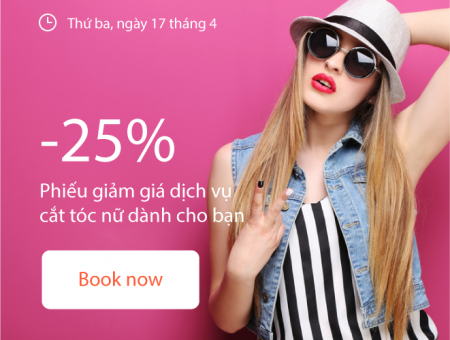 Thứ ba, ngày 17 tháng 4
-25%
Phiếu giảm giá dịch vụ
cắt tóc nữ dành cho bạn
Book now